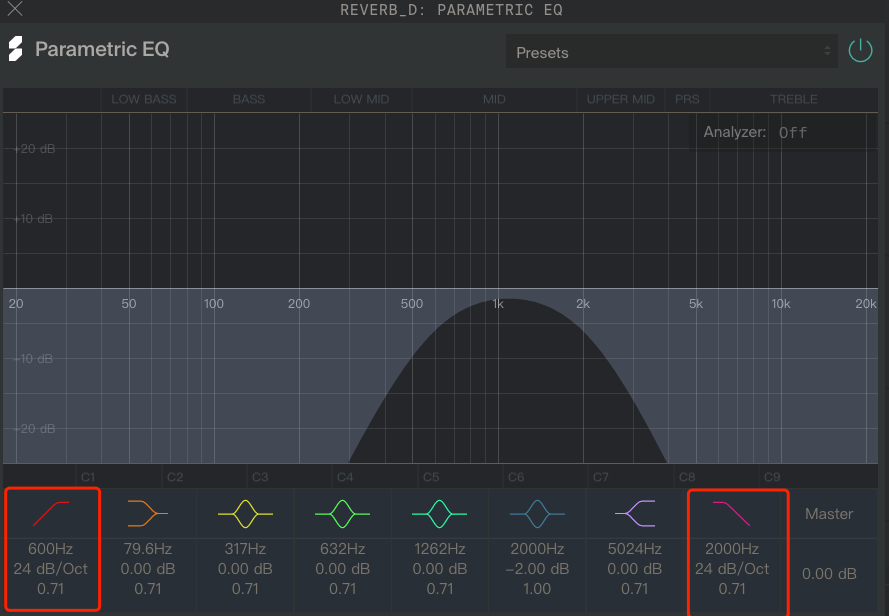 REVERB_D: PARAMETRIC EQ
Parametric EQ
Presets
LOW BASS BASS LOW MID MID UPPER MID PRS TREBLE
Analyzer: Off
+20 dB
+10 dB
20 50 100 200 500 1k 2k 5k 10k 20k
-10 dB
-20 dB
C1 C2 C3 C4 C5 C6 C7 C8 C9
Master
600Hz 79.6Hz 317Hz 632Hz 1262Hz 2000Hz 5024Hz 2000Hz
24 dB/Oct 0.00 dB 0.00 dB 0.00 dB 0.00 dB −2.00 dB 0.00 dB 24 dB/Oct 0.00 dB
0.71 0.71 0.71 0.71 0.71 1.00 0.71 0.71